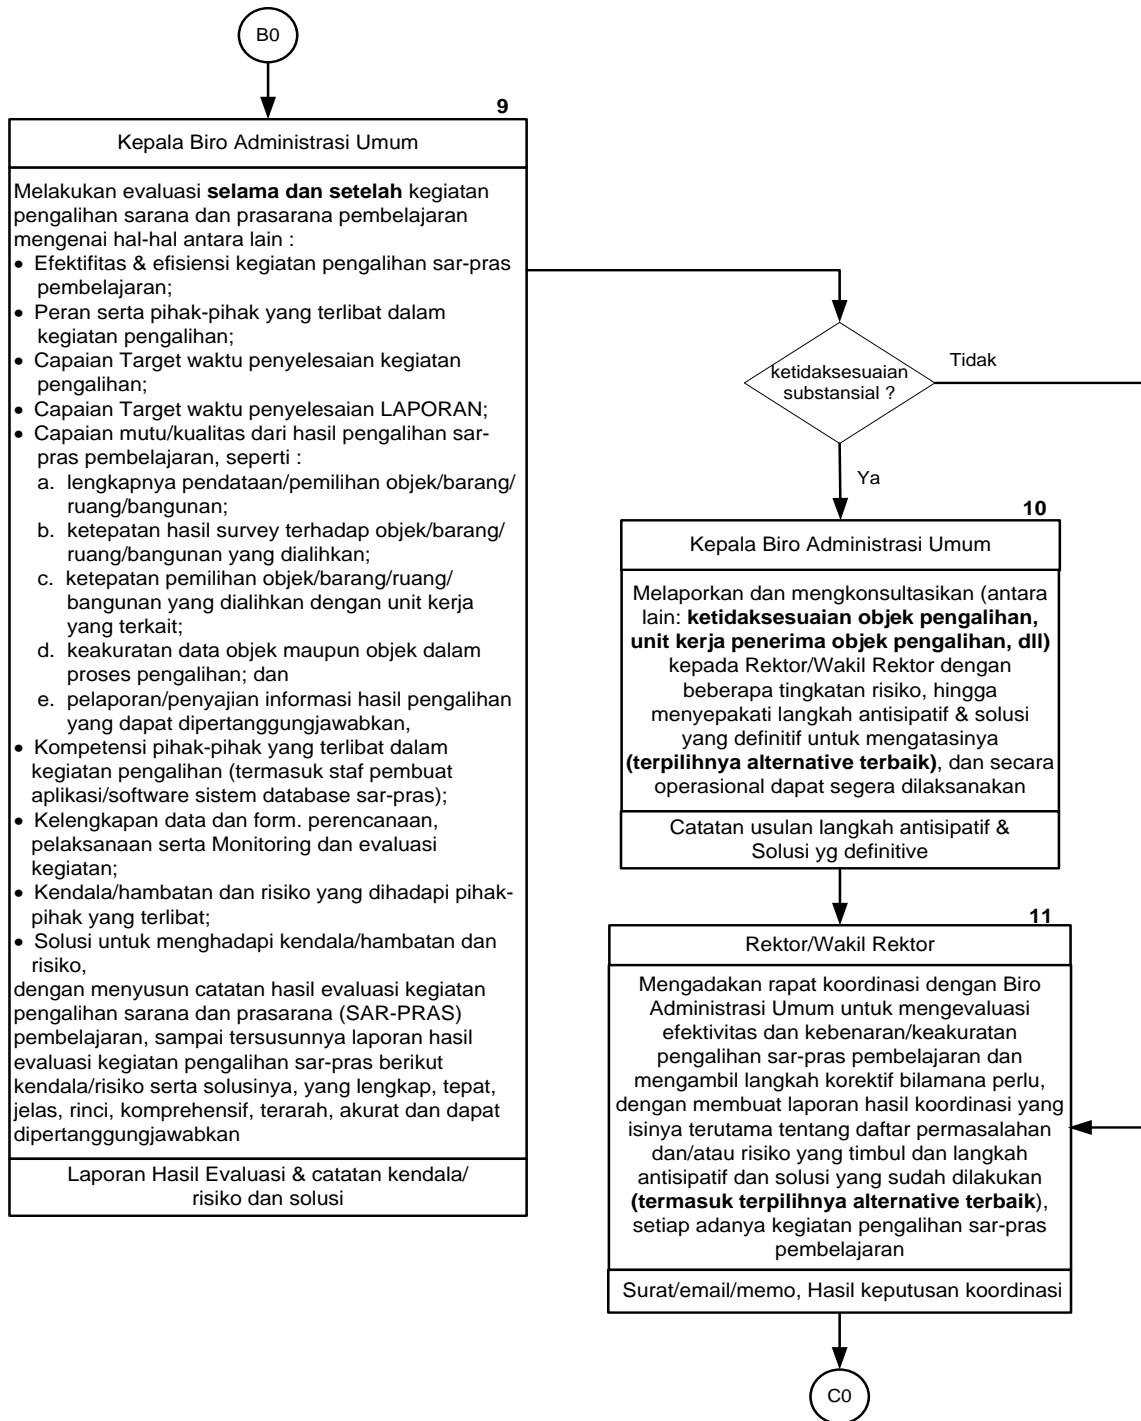 B0
9
Kepala Biro Administrasi Umum
Melakukan evaluasi selama dan setelah kegiatan
pengalihan sarana dan prasarana pembelajaran
mengenai hal-hal antara lain :
• Efektifitas & efisiensi kegiatan pengalihan sar-pras
pembelajaran;
• Peran serta pihak-pihak yang terlibat dalam
kegiatan pengalihan;
• Capaian Target waktu penyelesaian kegiatan
pengalihan;
• Capaian Target waktu penyelesaian LAPORAN;
• Capaian mutu/kualitas dari hasil pengalihan sar-
pras pembelajaran, seperti :
a. lengkapnya pendataan/pemilihan objek/barang/
ruang/bangunan;
b. ketepatan hasil survey terhadap objek/barang/
ruang/bangunan yang dialihkan;
c. ketepatan pemilihan objek/barang/ruang/
bangunan yang dialihkan dengan unit kerja
yang terkait;
d. keakuratan data objek maupun objek dalam
proses pengalihan; dan
e. pelaporan/penyajian informasi hasil pengalihan
yang dapat dipertanggungjawabkan,
• Kompetensi pihak-pihak yang terlibat dalam
kegiatan pengalihan (termasuk staf pembuat
aplikasi/software sistem database sar-pras);
• Kelengkapan data dan form. perencanaan,
pelaksanaan serta Monitoring dan evaluasi
kegiatan;
• Kendala/hambatan dan risiko yang dihadapi pihak-
pihak yang terlibat;
• Solusi untuk menghadapi kendala/hambatan dan
risiko,
dengan menyusun catatan hasil evaluasi kegiatan
pengalihan sarana dan prasarana (SAR-PRAS)
pembelajaran, sampai tersusunnya laporan hasil
evaluasi kegiatan pengalihan sar-pras berikut
kendala/risiko serta solusinya, yang lengkap, tepat,
jelas, rinci, komprehensif, terarah, akurat dan dapat
dipertanggungjawabkan
Laporan Hasil Evaluasi & catatan kendala/
risiko dan solusi
ketidaksesuaian
substansial ?
Tidak
Ya
10
Kepala Biro Administrasi Umum
Melaporkan dan mengkonsultasikan (antara
lain: ketidaksesuaian objek pengalihan,
unit kerja penerima objek pengalihan, dll)
kepada Rektor/Wakil Rektor dengan
beberapa tingkatan risiko, hingga
menyepakati langkah antisipatif & solusi
yang definitif untuk mengatasinya
(terpilihnya alternative terbaik), dan secara
operasional dapat segera dilaksanakan
Catatan usulan langkah antisipatif &
Solusi yg definitive
11
Rektor/Wakil Rektor
Mengadakan rapat koordinasi dengan Biro
Administrasi Umum untuk mengevaluasi
efektivitas dan kebenaran/keakuratan
pengalihan sar-pras pembelajaran dan
mengambil langkah korektif bilamana perlu,
dengan membuat laporan hasil koordinasi yang
isinya terutama tentang daftar permasalahan
dan/atau risiko yang timbul dan langkah
antisipatif dan solusi yang sudah dilakukan
(termasuk terpilihnya alternative terbaik),
setiap adanya kegiatan pengalihan sar-pras
pembelajaran
Surat/email/memo, Hasil keputusan koordinasi
C0